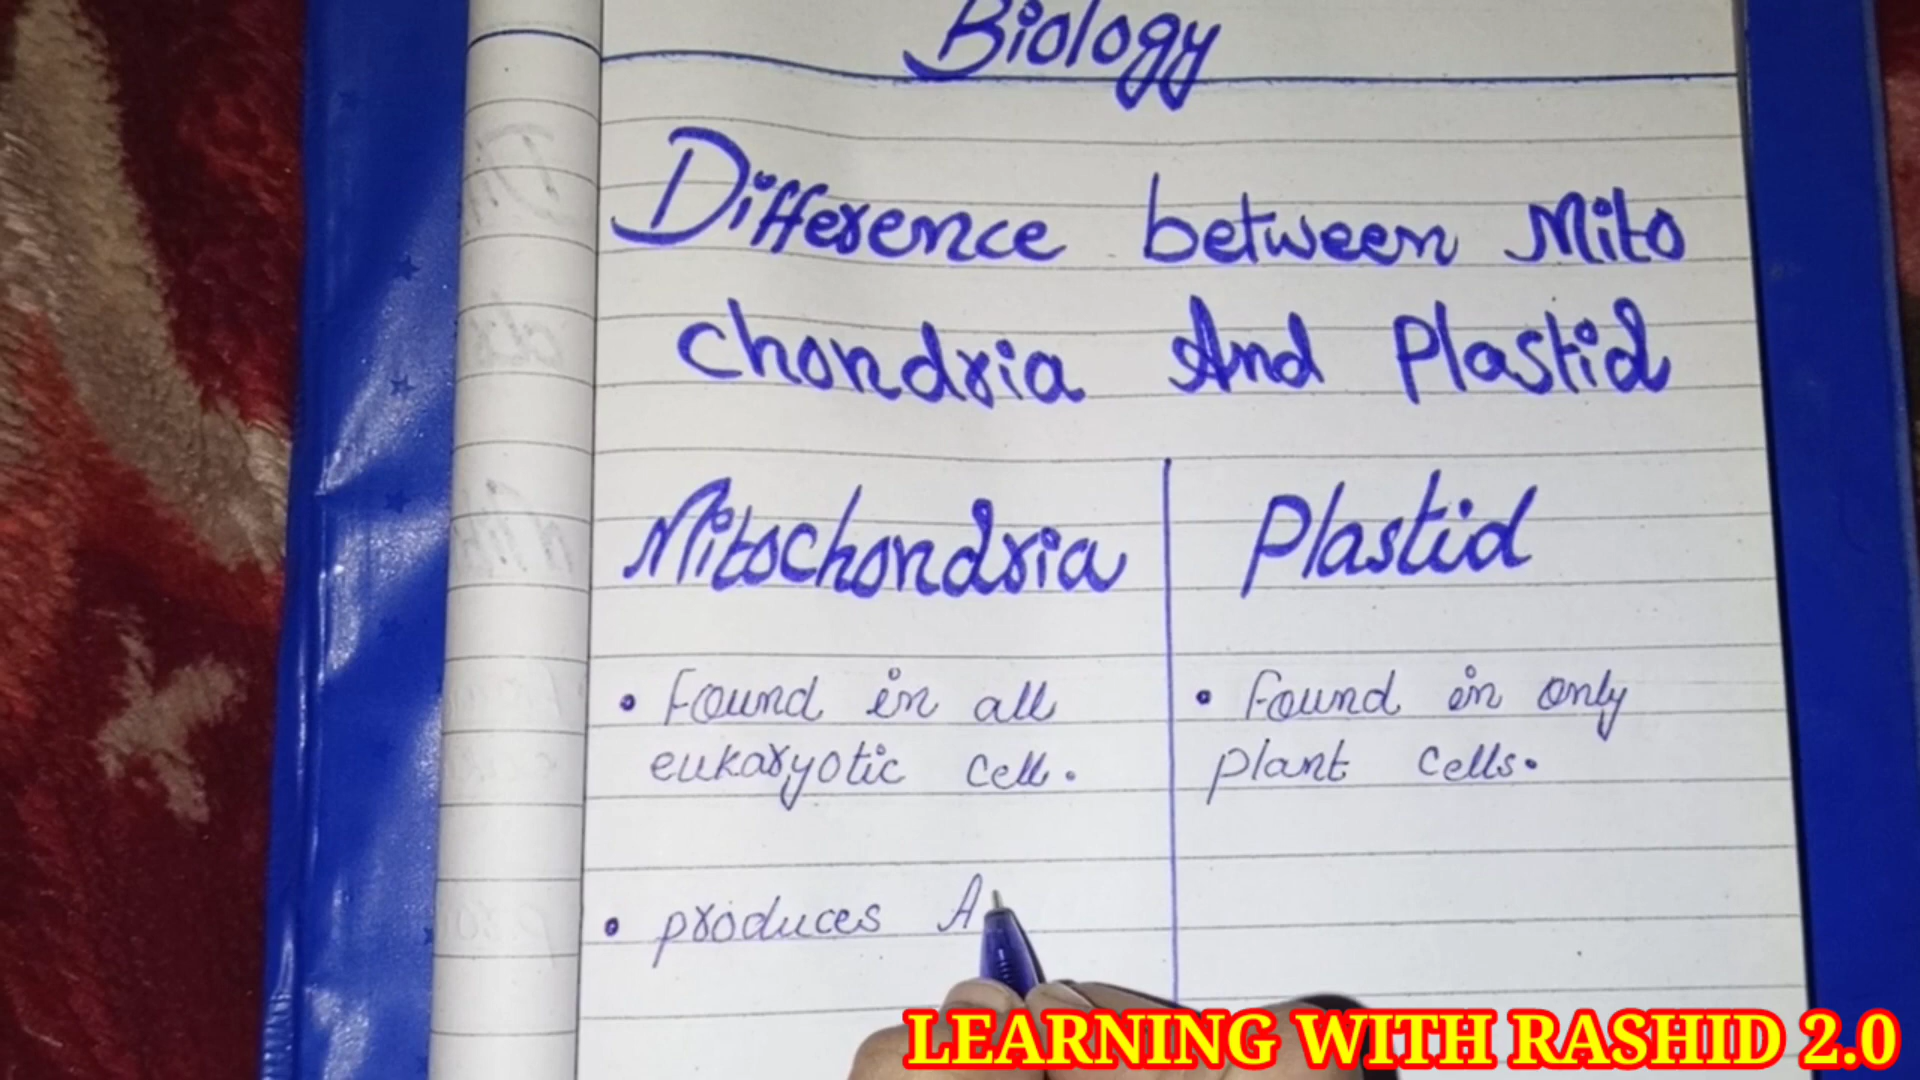 Biology
Difference between Mito
chondria And Plastid
Mitochondria
Plastid
• Found in all
eukaryotic cell.
• Found in only
plant cells.
• produces A
LEARNING WITH RASHID 2.0